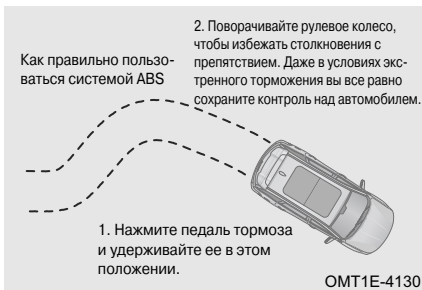 Как правильно пользо-
ваться системой ABS
2. Поворачивайте рулевое колесо,
чтобы избежать столкновения с
препятствием. Даже в условиях экс-
тренного торможения вы все равно
сохраните контроль над автомобилем.
1. Нажмите педаль тормоза
и удерживайте ее в этом
положении.
OMT1E-4130